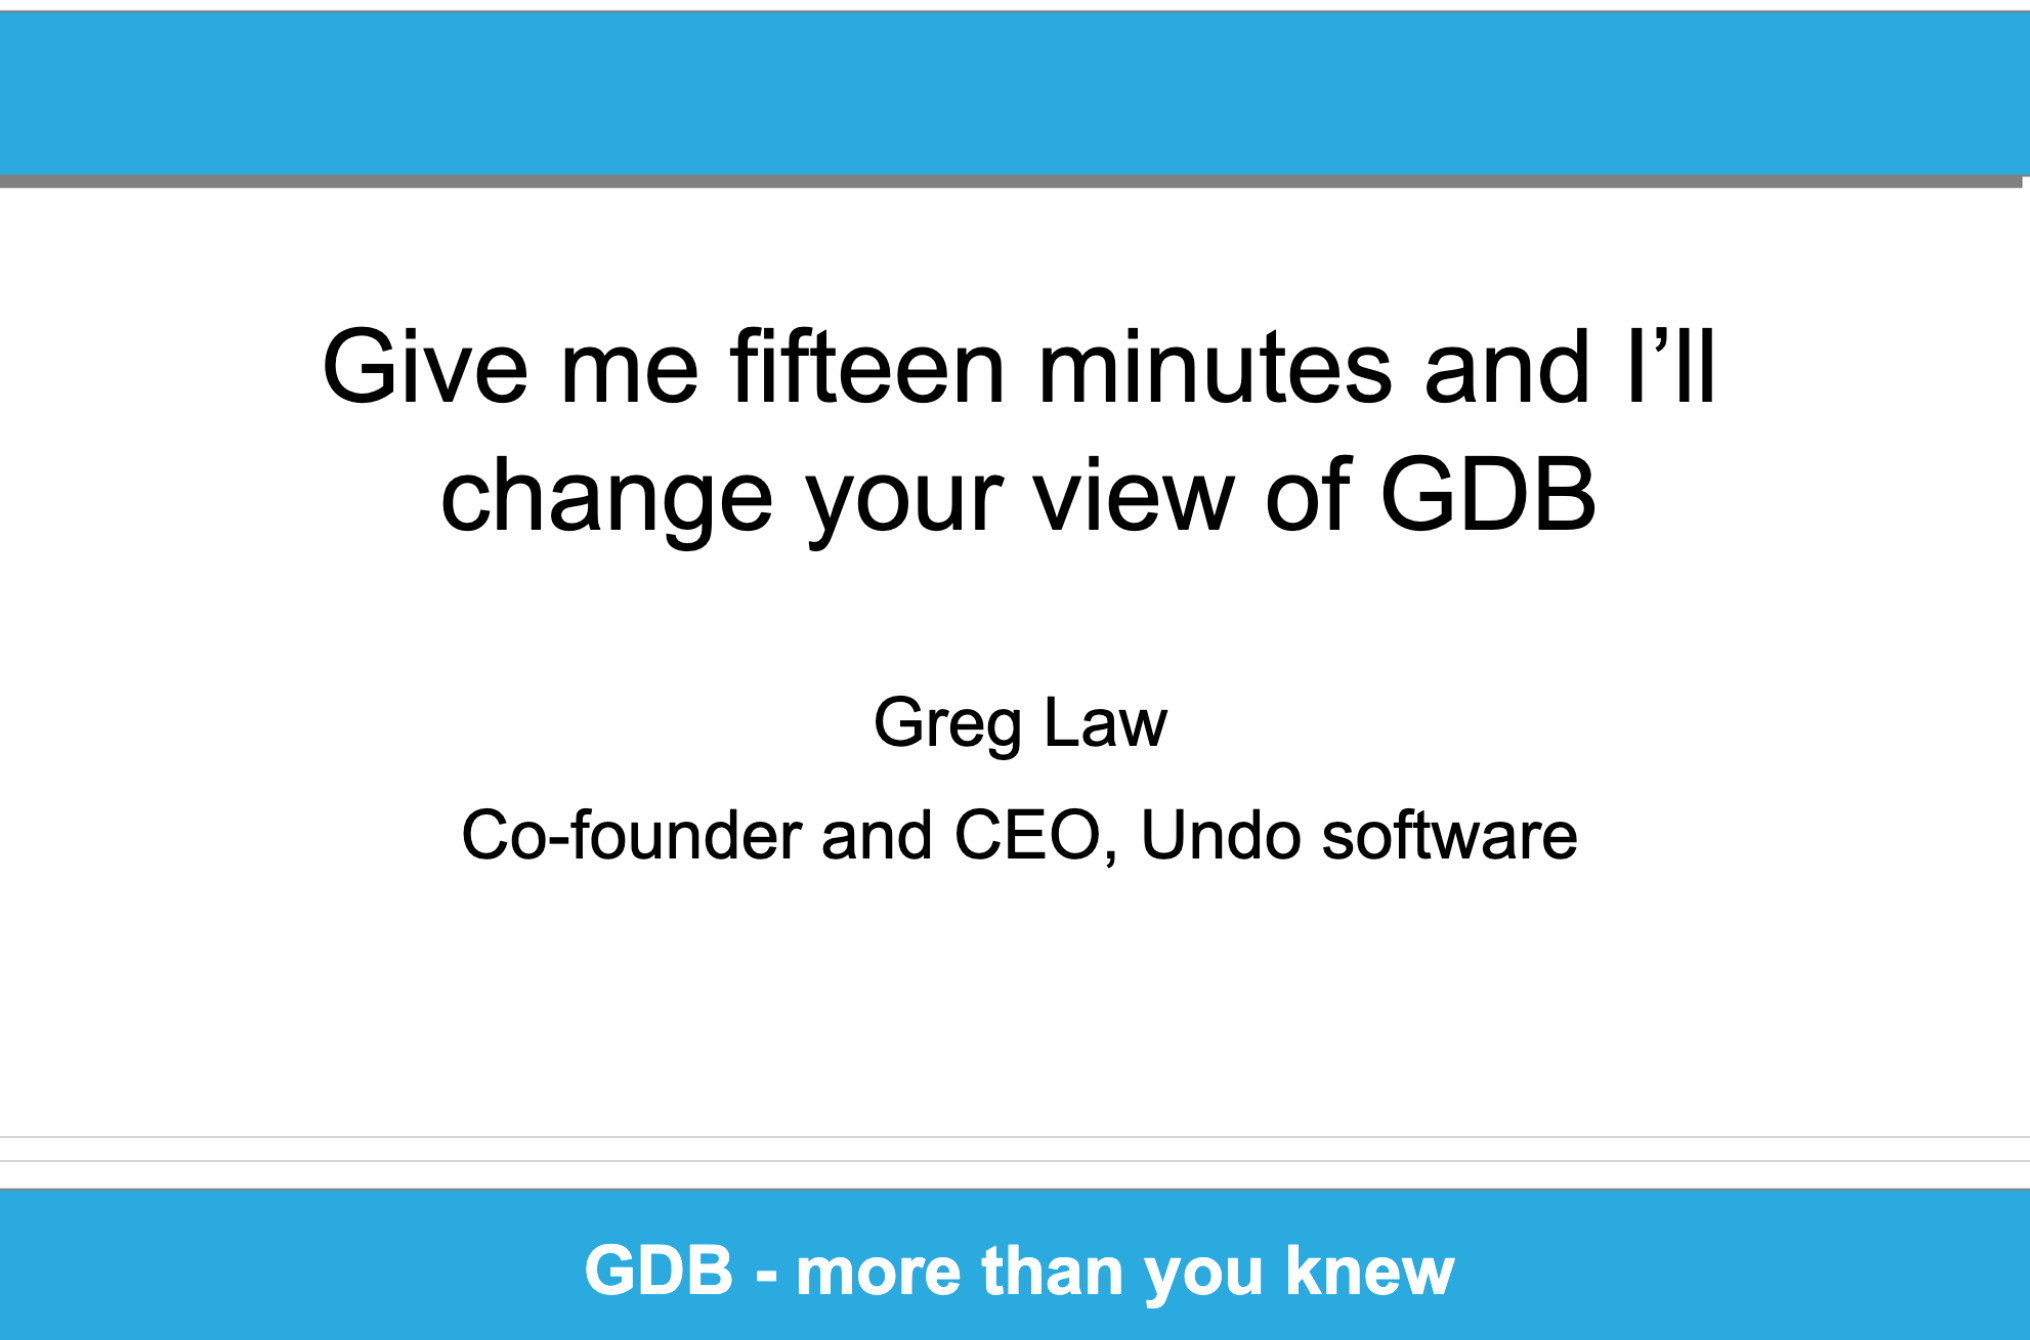 Give me fifteen minutes and I’ll
change your view of GDB
Greg Law
Co-founder and CEO, Undo software
GDB - more than you knew